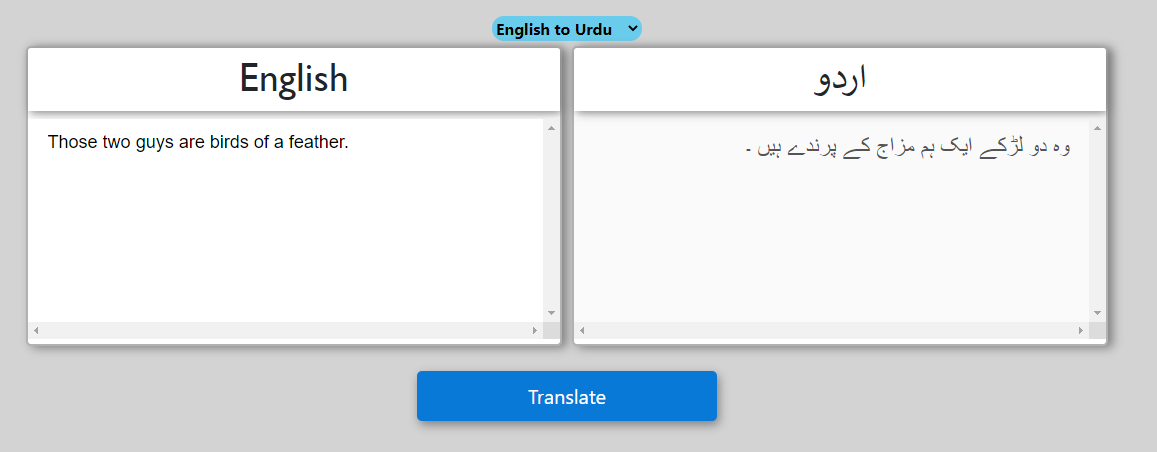 English to Urdu
English
اردو
Those two guys are birds of a feather.
وہ دو لڑکے ایک ہم مزاج کے پرندے ہیں ۔
Translate